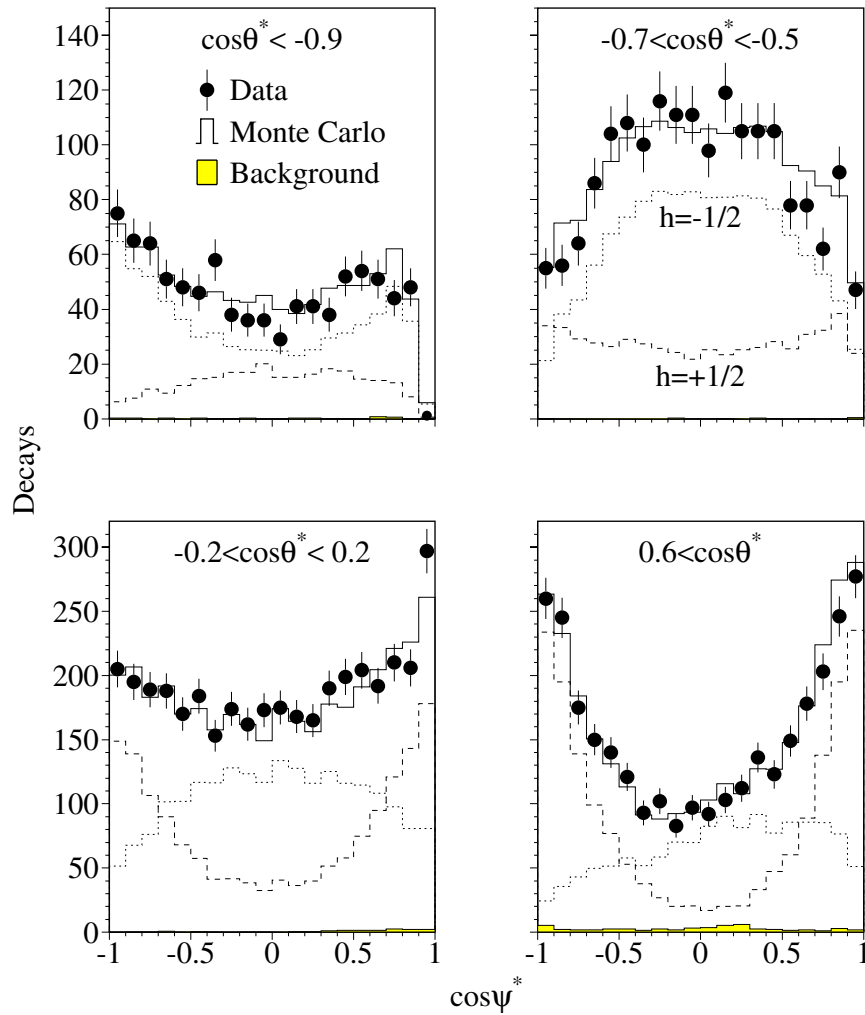 cosθ* < -0.9
Data
Monte Carlo
Background
0
20
40
60
80
100
120
140
-0.7<cosθ*<-0.5
h=-1/2
h=+1/2
Decays
-0.2<cosθ*< 0.2
0
50
100
150
200
250
300
-1
-0.5
0
0.5
1
0.6<cosθ*
-1
-0.5
0
0.5
1
cosψ*